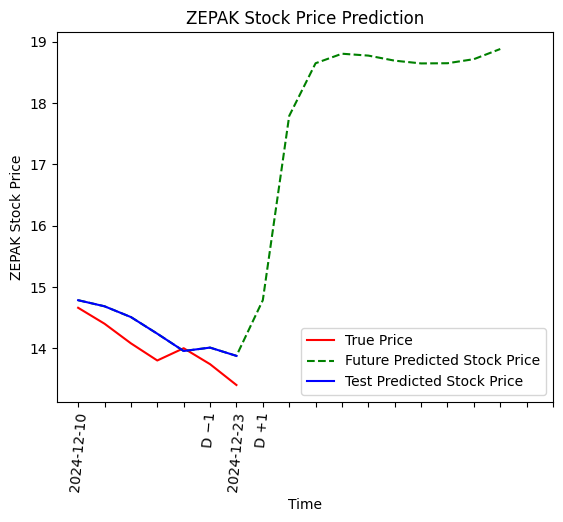 ZEPAK Stock Price Prediction
ZEPAK Stock Price
19
18
17
16
15
14
True Price
Future Predicted Stock Price
Test Predicted Stock Price
2024-12-10
D −1
2024-12-23
D +1
Time